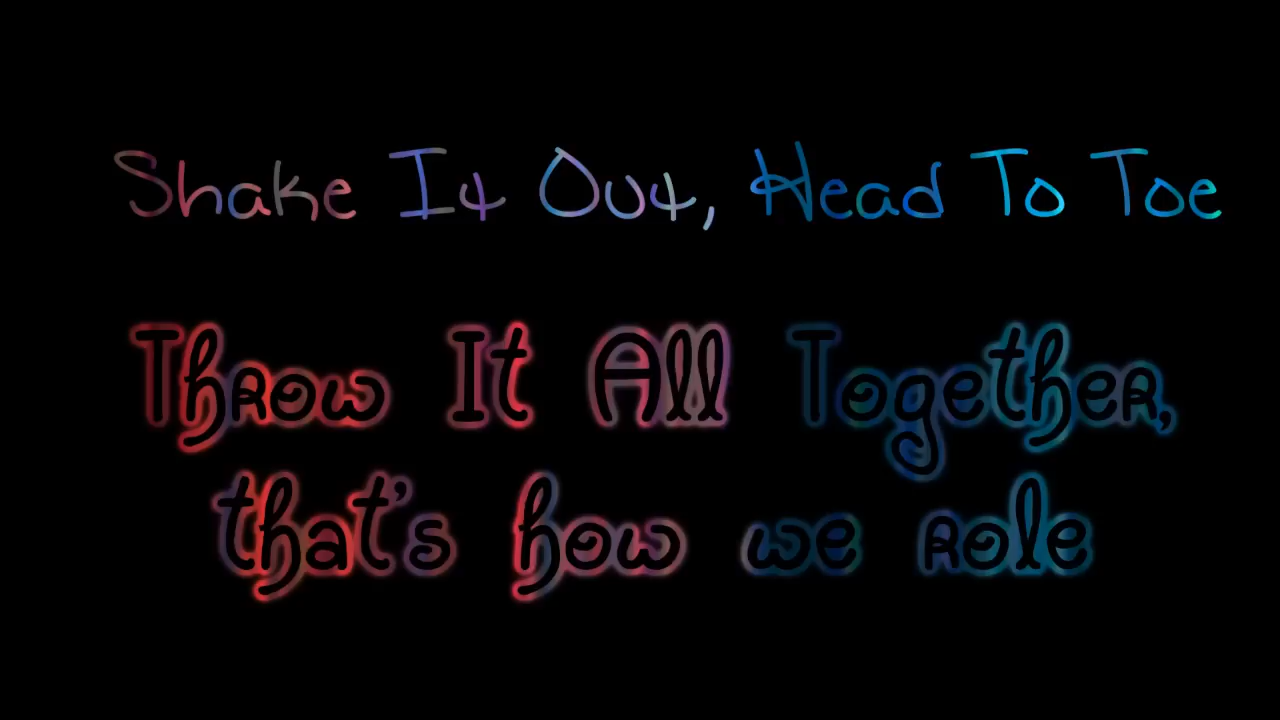 Shake It Out, Head To Toe
Throw It All Together,
that's how we role